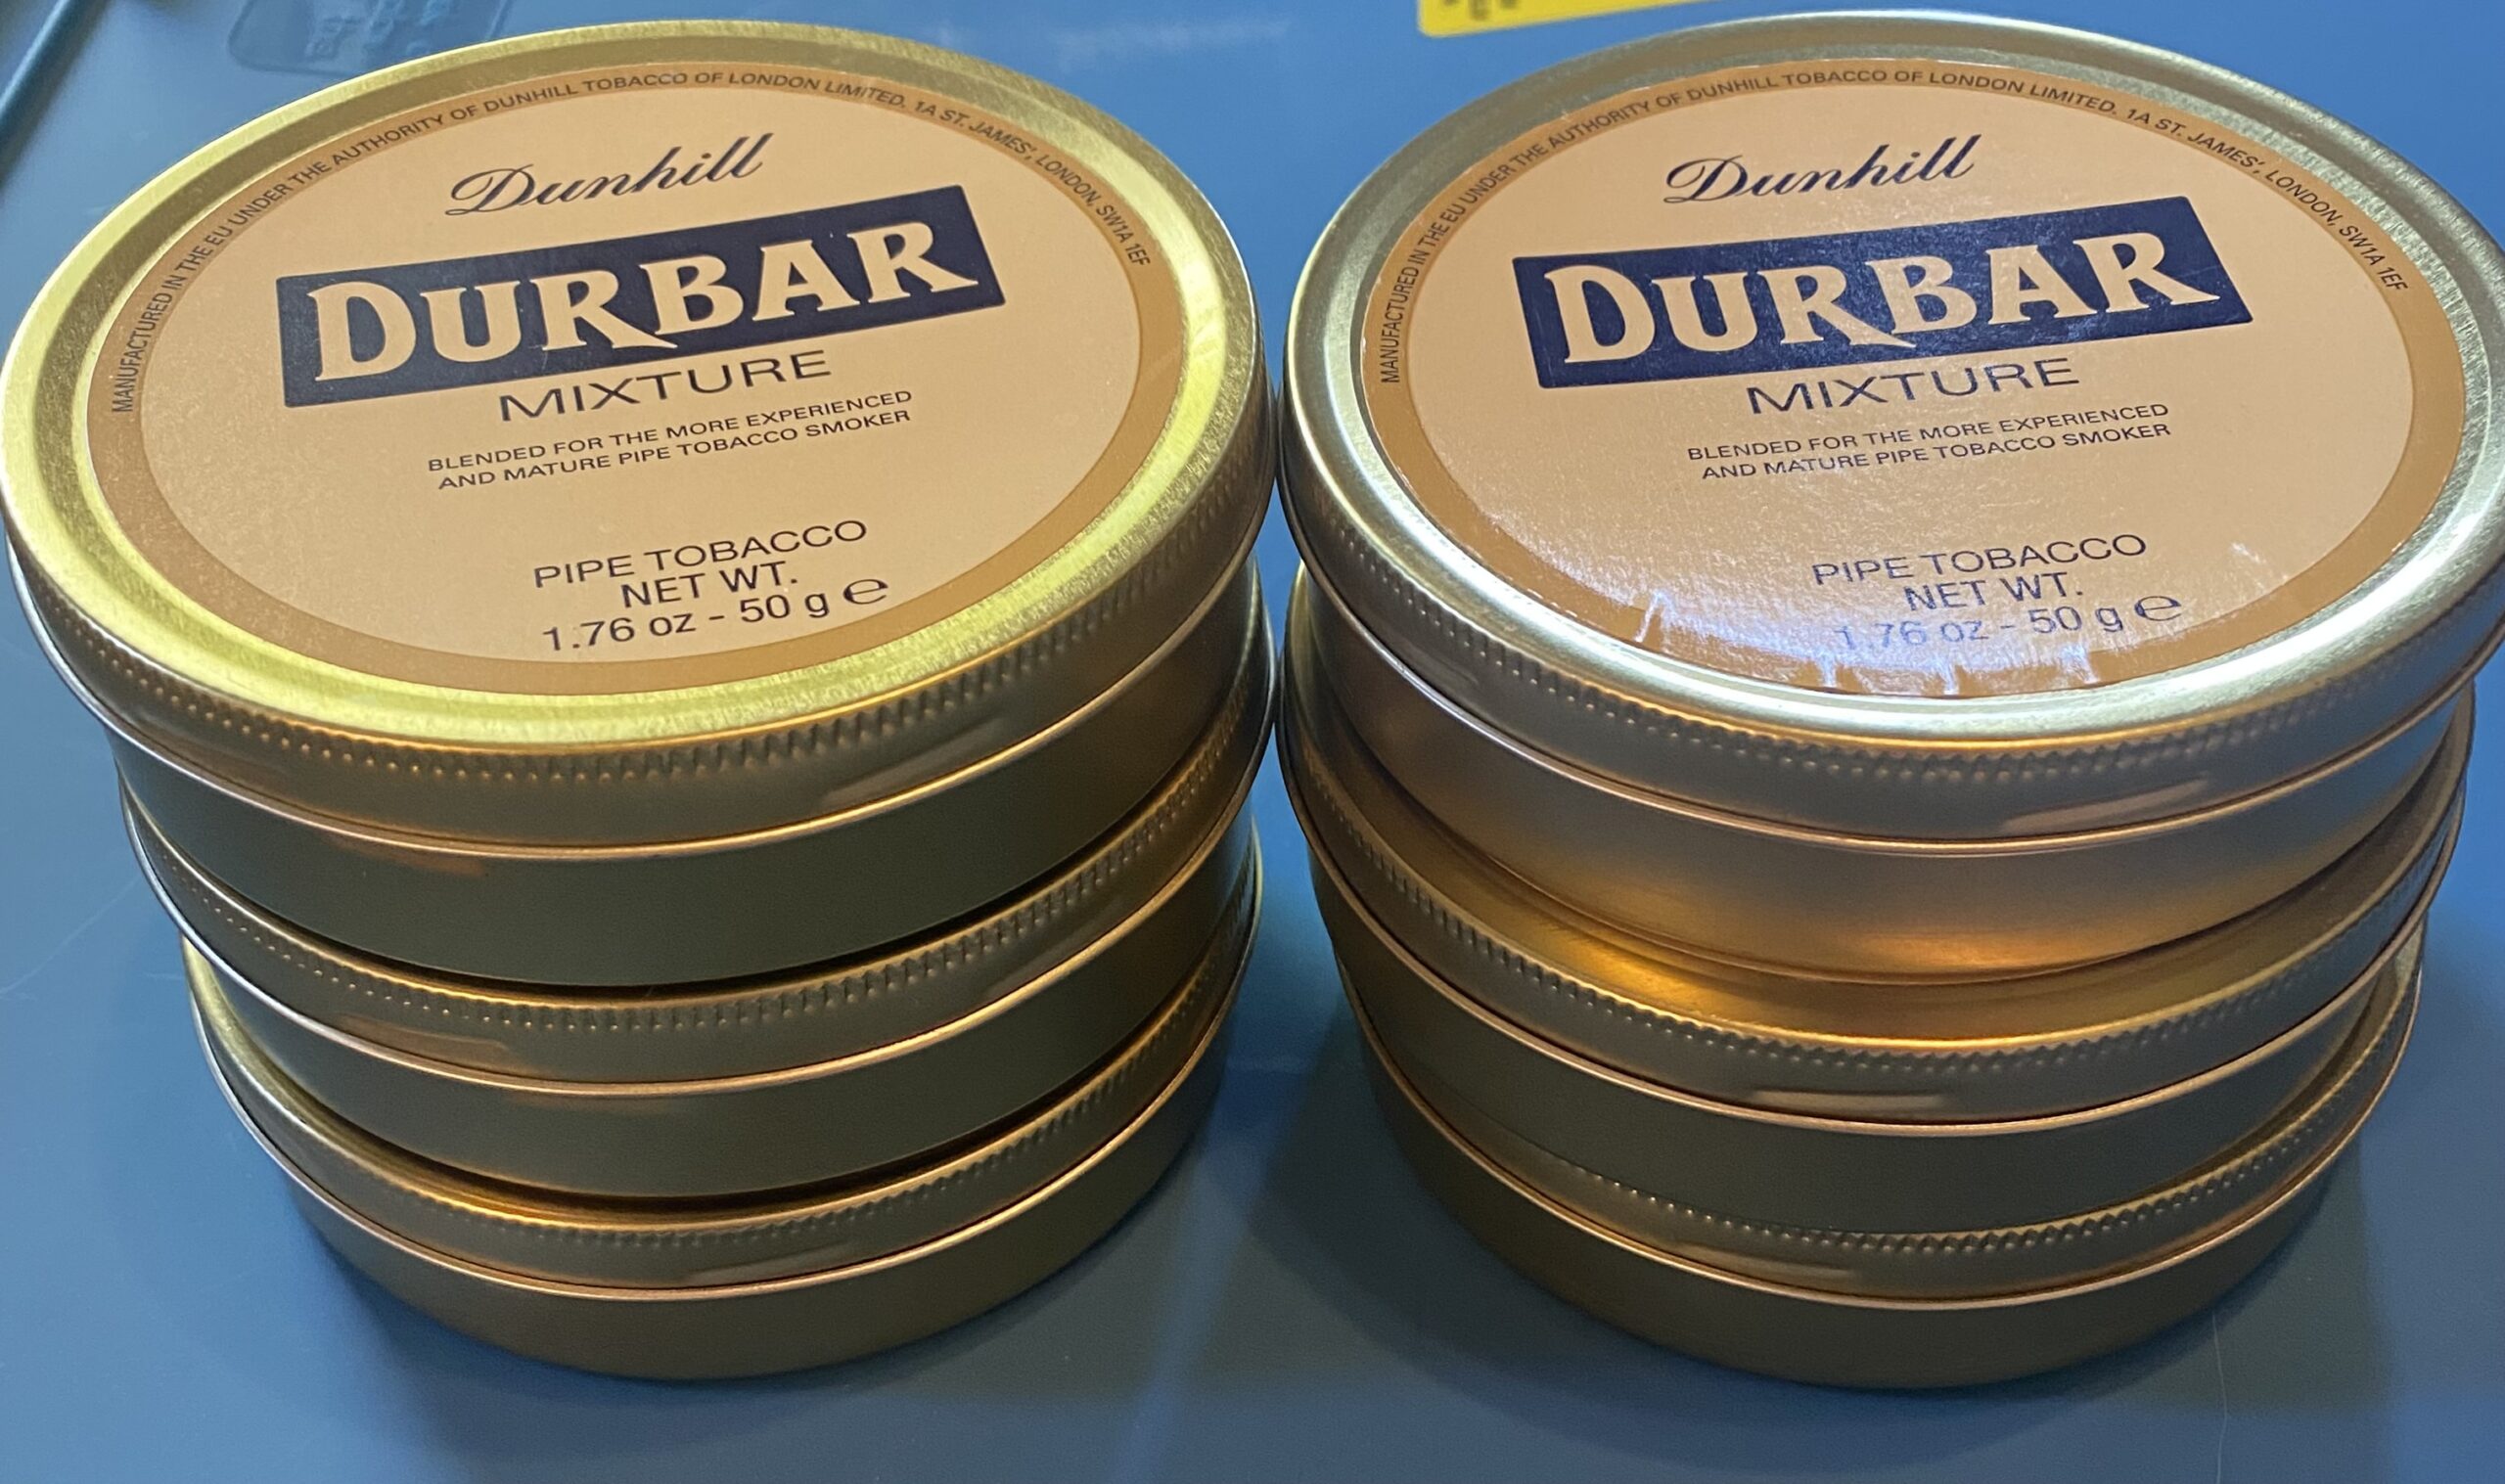 MANUFACTURED IN THE EU UNDER THE AUTHORITY OF DUNHILL TOBACCO OF LONDON LIMITED. 1A ST. JAMES', LONDON, SW1A 1EF
Dunhill
DURBAR
MIXTURE
BLENDED FOR THE MORE EXPERIENCED
AND MATURE PIPE TOBACCO SMOKER
PIPE TOBACCO
NET WT.
1.76 oz - 50 g e
MANUFACTURED IN THE EU UNDER THE AUTHORITY OF DUNHILL TOBACCO OF LONDON LIMITED. 1A ST. JAMES', LONDON, SW1A 1EF
Dunhill
DURBAR
MIXTURE
BLENDED FOR THE MORE EXPERIENCED
AND MATURE PIPE TOBACCO SMOKER
PIPE TOBACCO
NET WT.
1.76 oz - 50 g e